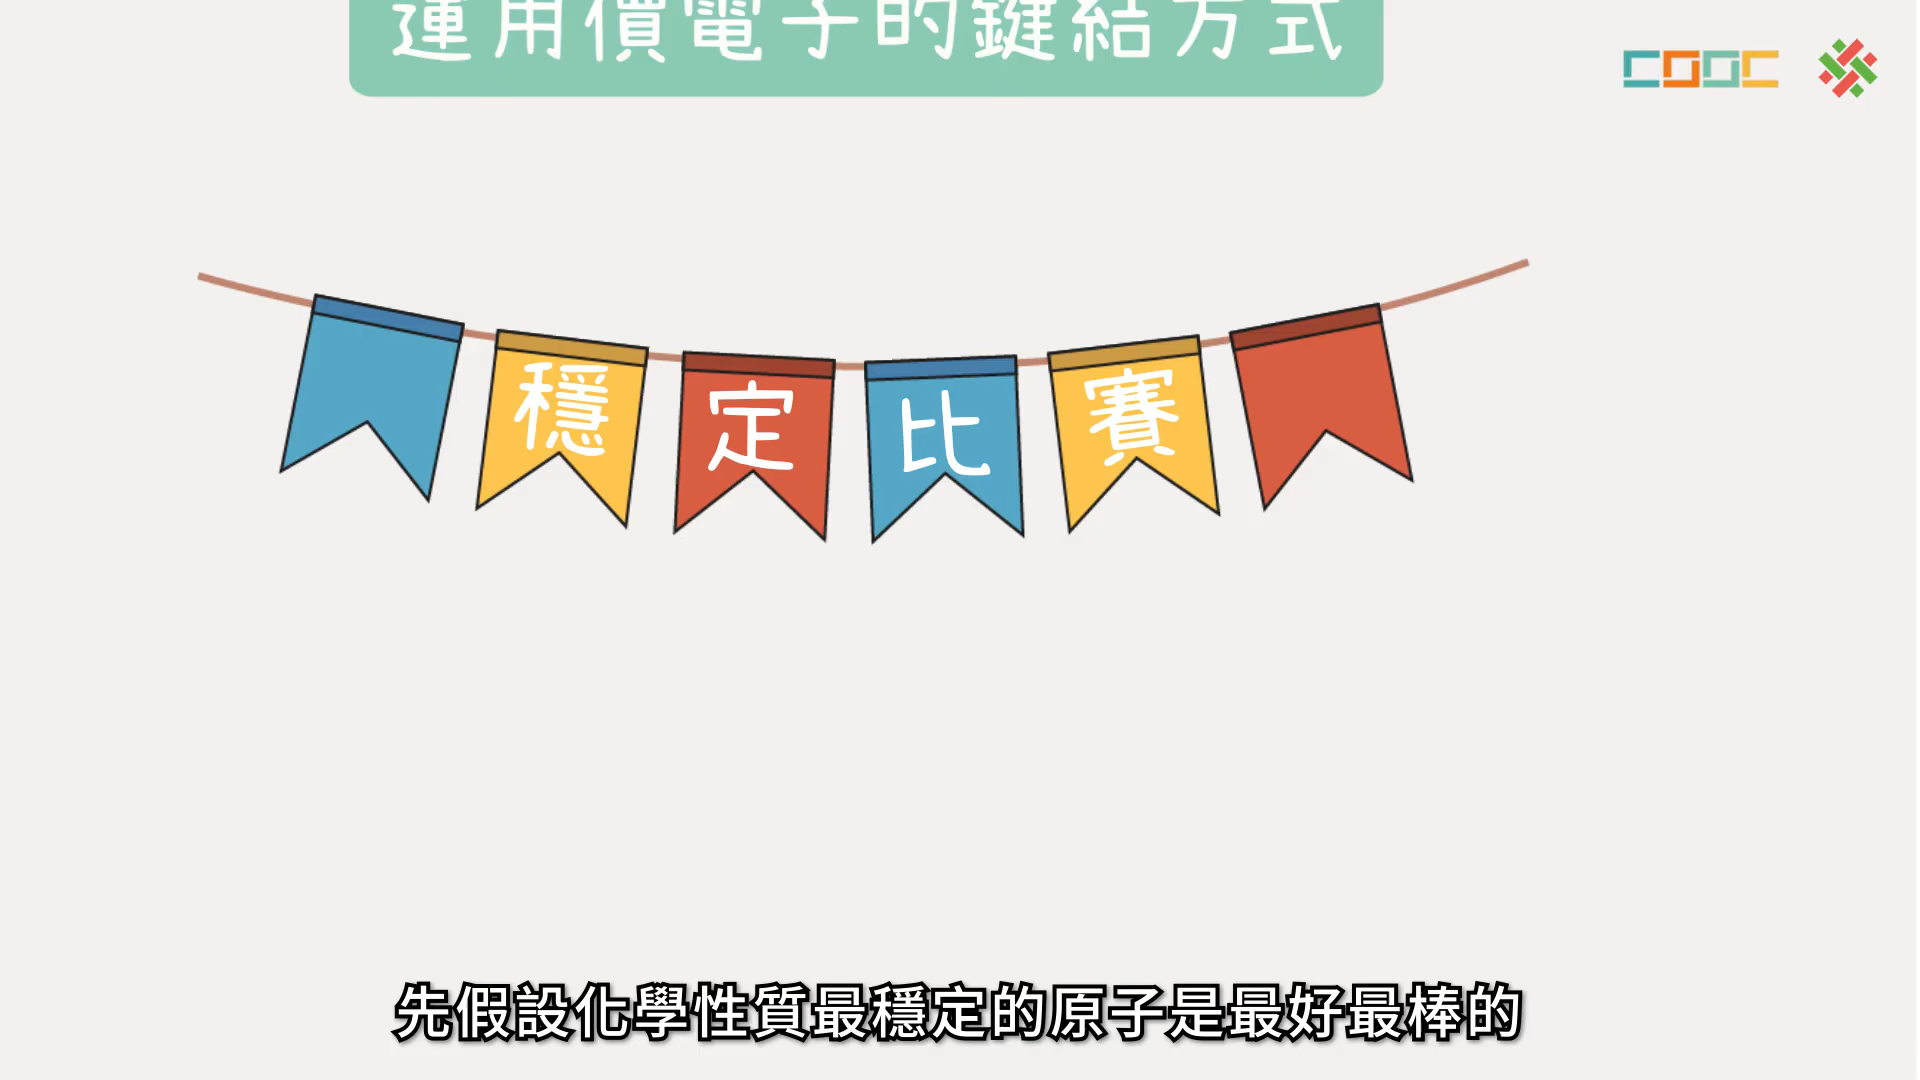 運用價電子的鍵結方式
cooc
穩定比賽
先假設化學性質最穩定的原子是最好最棒的